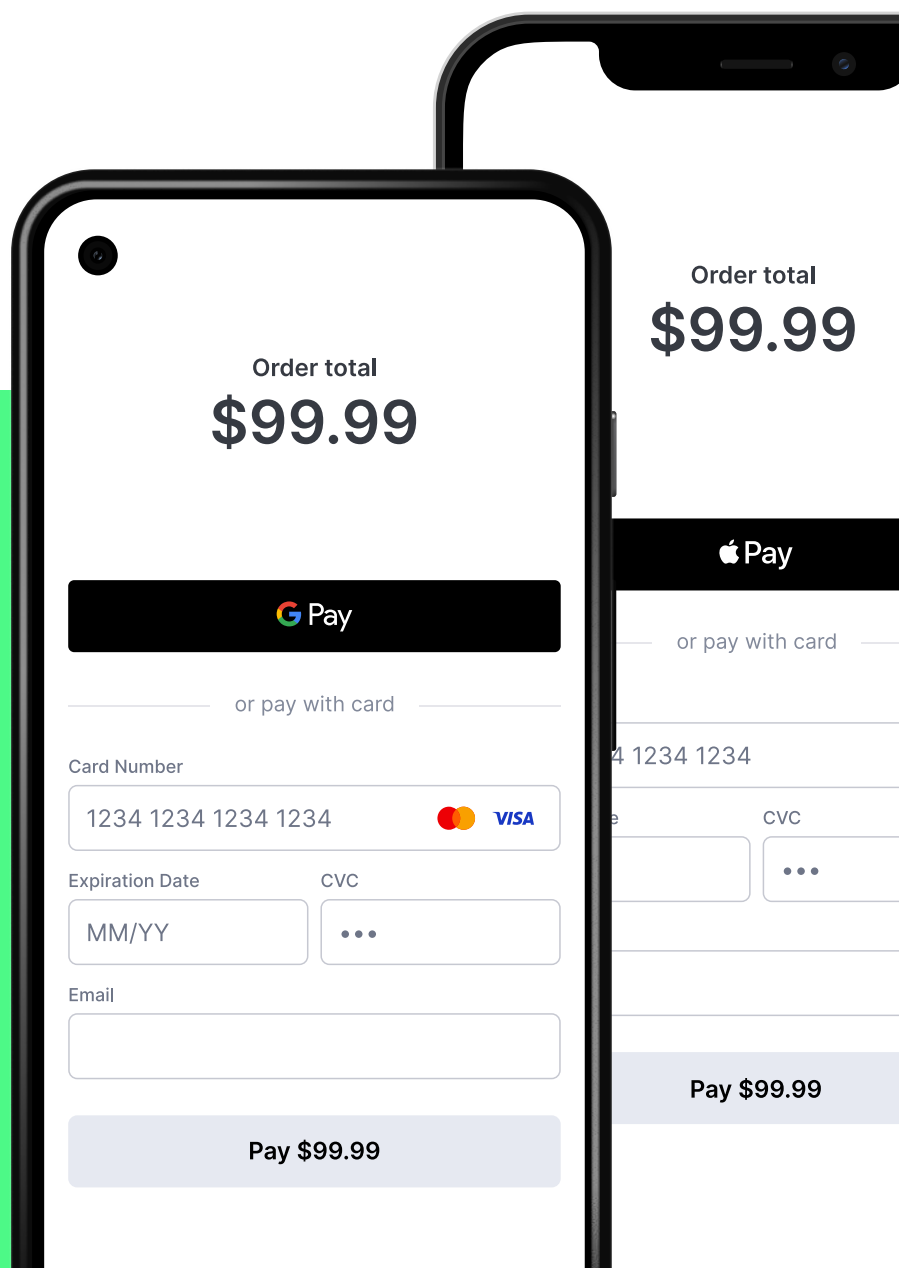 Order total
$99.99
G Pay
or pay with card
Card Number
1234 1234 1234 1234
VISA
Expiration Date
CVC
MM/YY
•••
Email
Pay $99.99
Order total
$99.99
Pay
or pay with card
4 1234 1234
e
CVC
•••
Pay $99.99